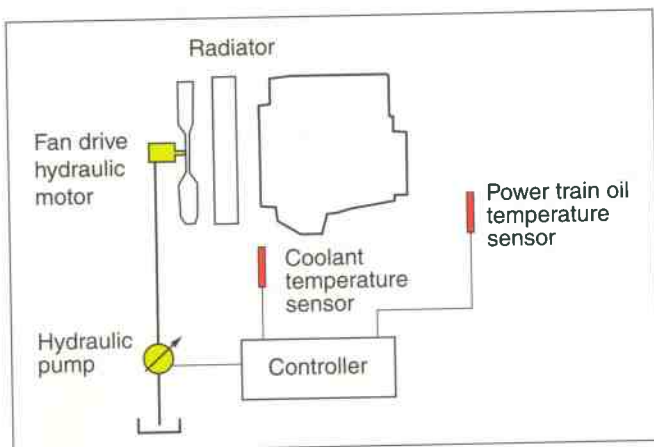 Radiator
Fan drive
hydraulic
motor
Power train oil
temperature
sensor
Coolant
temperature
sensor
Hydraulic
pump
Controller